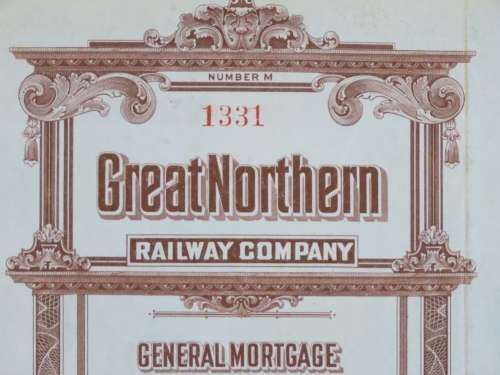 NUMBER M
1331
Great Northern
RAILWAY COMPANY
GENERAL MORTGAGE